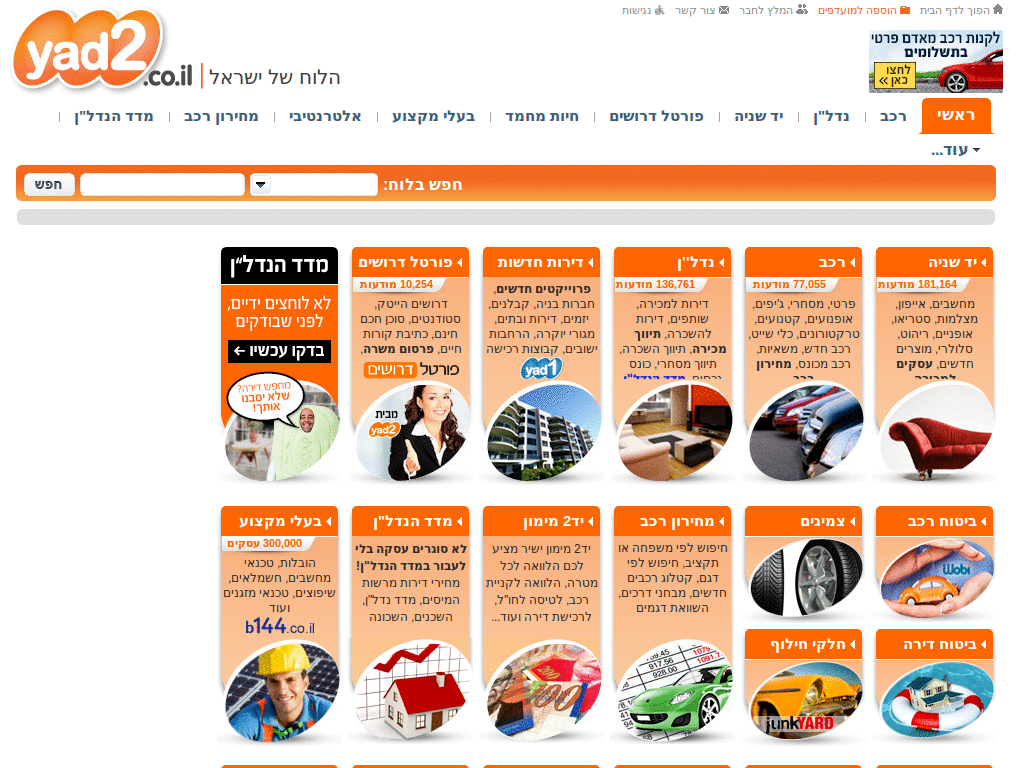 הפוך לדף הבית
הוספה למועדפים
המלץ לחבר
צור קשר
נגישות
yad2.co.il
הלוח של ישראל
לקנות רכב מאדם פרטי
בתשלומים
לחצו
כאן »
ראשי
רכב
נדל"ן
יד שניה
פורטל דרושים
חיות מחמד
בעלי מקצוע
אלטרנטיבי
מחירון רכב
מדד הנדל"ן
עוד...
חפש בלוח:
חפש
יד שניה
181,164 מודעות
מחשבים, אייפון,
מצלמות, סטריאו,
אופניים, ריהוט,
סלולרי, מוצרים
חדשים, עסקים
למכירה
רכב
77,055 מודעות
פרטי, מסחרי, ג'יפים,
אופנועים, קטנועים,
טרקטורונים, כלי שייט,
רכב חדש, משאיות,
רכב מכונס, מחירון
רכב
נדל"ן
136,761 מודעות
דירות למכירה,
שותפים, דירות
להשכרה, תיווך
מכירה, תיווך השכרה,
תיווך מסחרי, כונס
נכסים, מדד הנדל"ן
דירות חדשות
פרוייקטים חדשים,
חברות בניה, קבלנים,
יזמים, דירות ובתים,
מגורי יוקרה, הרחבות
ישובים, קבוצות רכישה
yad1
פורטל דרושים
10,254 מודעות
דרושים הייטק,
סטודנטים, סוכן חכם
חינם, כתיבת קורות
חיים, פרסום משרה,
פורטל דרושים
מבית
yad2
מדד הנדל"ן
לא לוחצים ידיים,
לפני שבודקים
בדקו עכשיו
מחפש דירה?
שלא יסבנו
אותך!
ביטוח רכב
Wobi
צמיגים
מחירון רכב
חיפוש לפי משפחה או
תקציב, חיפוש לפי
דגם, קטלוג רכבים
חדשים, מבחני דרכים,
השוואת דגמים
יד2 מימון
יד2 מימון ישיר מציע
לכם הלוואה לכל
מטרה, הלוואה לקניית
רכב, לטיסה לחו"ל,
לרכישת דירה ועוד...
מדד הנדל"ן
לא סוגרים עסקה בלי
לעבור במדד הנדל"ן!
מחירי דירות מרשות
המיסים, מדד נדל"ן,
השכנים, השכונה
בעלי מקצוע
300,000 עסקים
הובלות, טכנאי
מחשבים, חשמלאים,
שיפוצים, טכנאי מזגנים
ועוד
b144.co.il
ביטוח דירה
חלקי חילוף
junkYARD